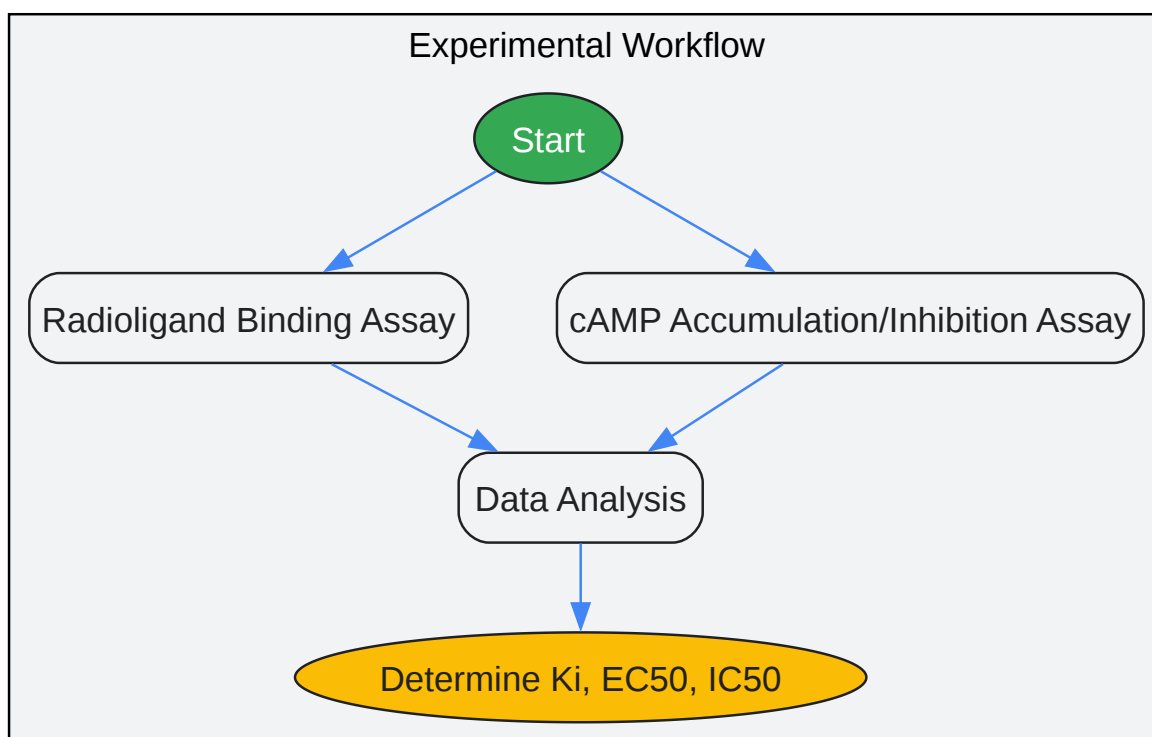 Experimental Workflow
Start
Radioligand Binding Assay
cAMP Accumulation/Inhibition Assay
Data Analysis
Determine Ki, EC50, IC50